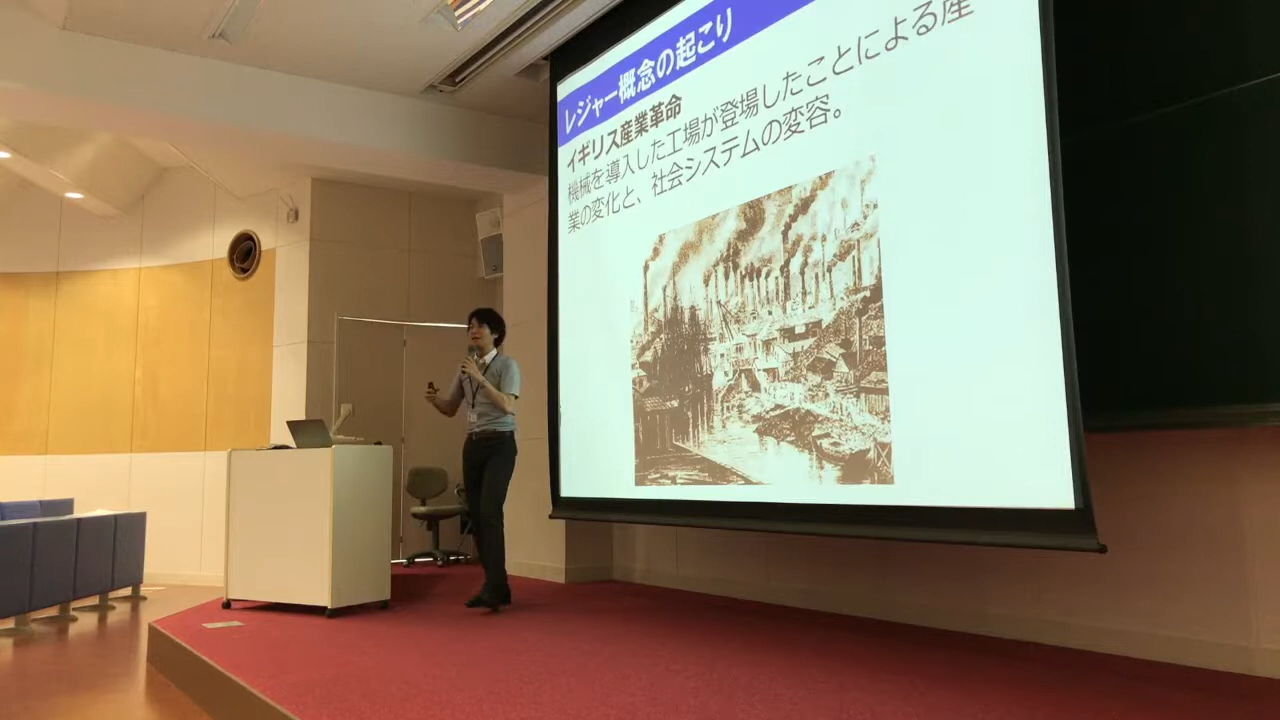 レジャー概念の起こり
イギリス産業革命
機械を導入した工場が登場したことによる産
業の変化と、社会システムの変容。